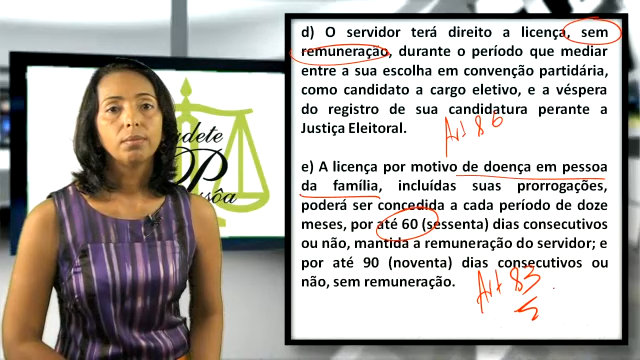 d) O servidor terá direito a licença, sem
remuneração, durante o período que mediar
entre a sua escolha em convenção partidária,
como candidato a cargo eletivo, e a véspera
do registro de sua candidatura perante a
Justiça Eleitoral.
Art 86
e) A licença por motivo de doença em pessoa
da família, incluídas suas prorrogações,
poderá ser concedida a cada período de doze
meses, por até 60 (sessenta) dias consecutivos
ou não, mantida a remuneração do servidor; e
por até 90 (noventa) dias consecutivos ou
não, sem remuneração.
Art 83